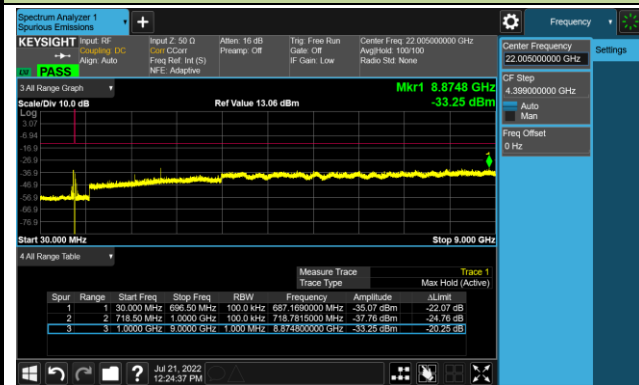 Spectrum Analyzer 1
Spurious Emissions
Frequency
KEYSIGHT
Input: RF
Coupling: DC
Align: Auto
Input Z: 50 Ω
Corr CCorr
Freq Ref: Int (S)
NFE: Adaptive
Atten: 16 dB
Preamp: Off
Trig: Free Run
Gate: Off
IF Gain: Low
Center Freq: 22.005000000 GHz
Avg|Hold: 100/100
Radio Std: None
PASS
Center Frequency
22.005000000 GHz
Settings
CF Step
4.399000000 GHz
Auto
Man
Freq Offset
0 Hz
3 All Range Graph
Mkr1 8.8748 GHz
Scale/Div 10.0 dB
Ref Value 13.06 dBm
-33.25 dBm
Log
3.07
-6.94
-16.9
-26.9
-36.9
-46.9
-56.9
-66.9
-76.9
Start 30.000 MHz
Stop 9.000 GHz
4 All Range Table
Measure Trace Trace 1
Trace Type Max Hold (Active)
Spur Range Start Freq Stop Freq RBW Frequency Amplitude ΔLimit
1 1 30.000 MHz 696.50 MHz 100.0 kHz 687.1690000 MHz -35.07 dBm -22.07 dB
2 2 718.50 MHz 1.0000 GHz 100.0 kHz 718.7815000 MHz -37.76 dBm -24.76 dB
3 3 1.0000 GHz 9.0000 GHz 1.000 MHz 8.874800000 GHz -33.25 dBm -20.25 dB
Jul 21, 2022
12:24:37 PM